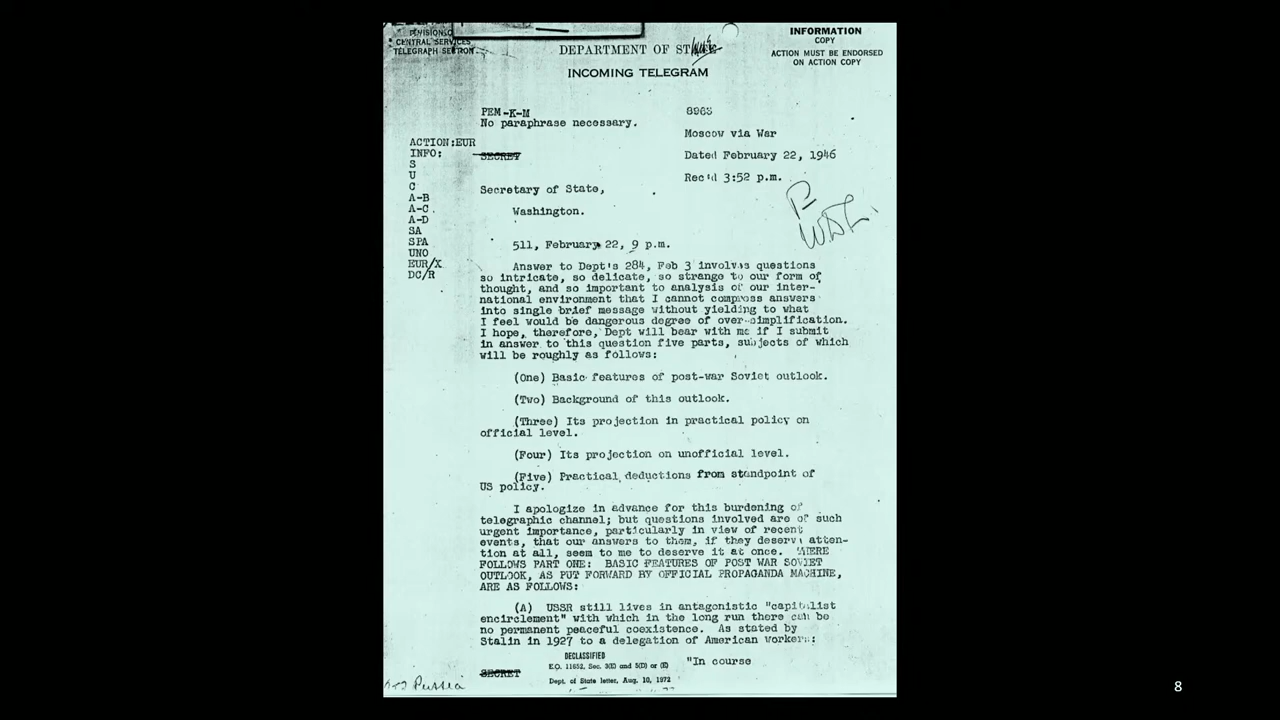 DIVISION OF
CENTRAL SERVICES
TELEGRAPH SECTION
DEPARTMENT OF STATE
INCOMING TELEGRAM
INFORMATION
COPY
ACTION MUST BE ENDORSED
ON ACTION COPY
PEM-K-M
No paraphrase necessary.
8963
Moscow via War
ACTION:EUR
INFO:
S
U
C
A-B
A-C
A-D
SA
SPA
UNO
EUR/X
DC/R
SECRET
Dated February 22, 1946
Rec'd 3:52 p.m.
Secretary of State,
Washington.
511, February 22, 9 p.m.
Answer to Dept's 284, Feb 3 involves questions
so intricate, so delicate, so strange to our form of
thought, and so important to analysis of our inter-
national environment that I cannot compress answers
into single brief message without yielding to what
I feel would be dangerous degree of over-simplification.
I hope, therefore, Dept will bear with me if I submit
in answer to this question five parts, subjects of which
will be roughly as follows:
(One) Basic features of post-war Soviet outlook.
(Two) Background of this outlook.
(Three) Its projection in practical policy on
official level.
(Four) Its projection on unofficial level.
(Five) Practical deductions from standpoint of
US policy.
I apologize in advance for this burdening of
telegraphic channel; but questions involved are of such
urgent importance, particularly in view of recent
events, that our answers to them, if they deserve atten-
tion at all, seem to me to deserve it at once. THERE
FOLLOWS PART ONE: BASIC FEATURES OF POST WAR SOVIET
OUTLOOK, AS PUT FORWARD BY OFFICIAL PROPAGANDA MACHINE,
ARE AS FOLLOWS:
(A) USSR still lives in antagonistic "capitalist
encirclement" with which in the long run there can be
no permanent peaceful coexistence. As stated by
Stalin in 1927 to a delegation of American workers:
"In course
DECLASSIFIED
E.O. 11652, Sec. 3(E) and 5(D) or (E)
Dept. of State letter, Aug. 10, 1972
SECRET
Russia
8